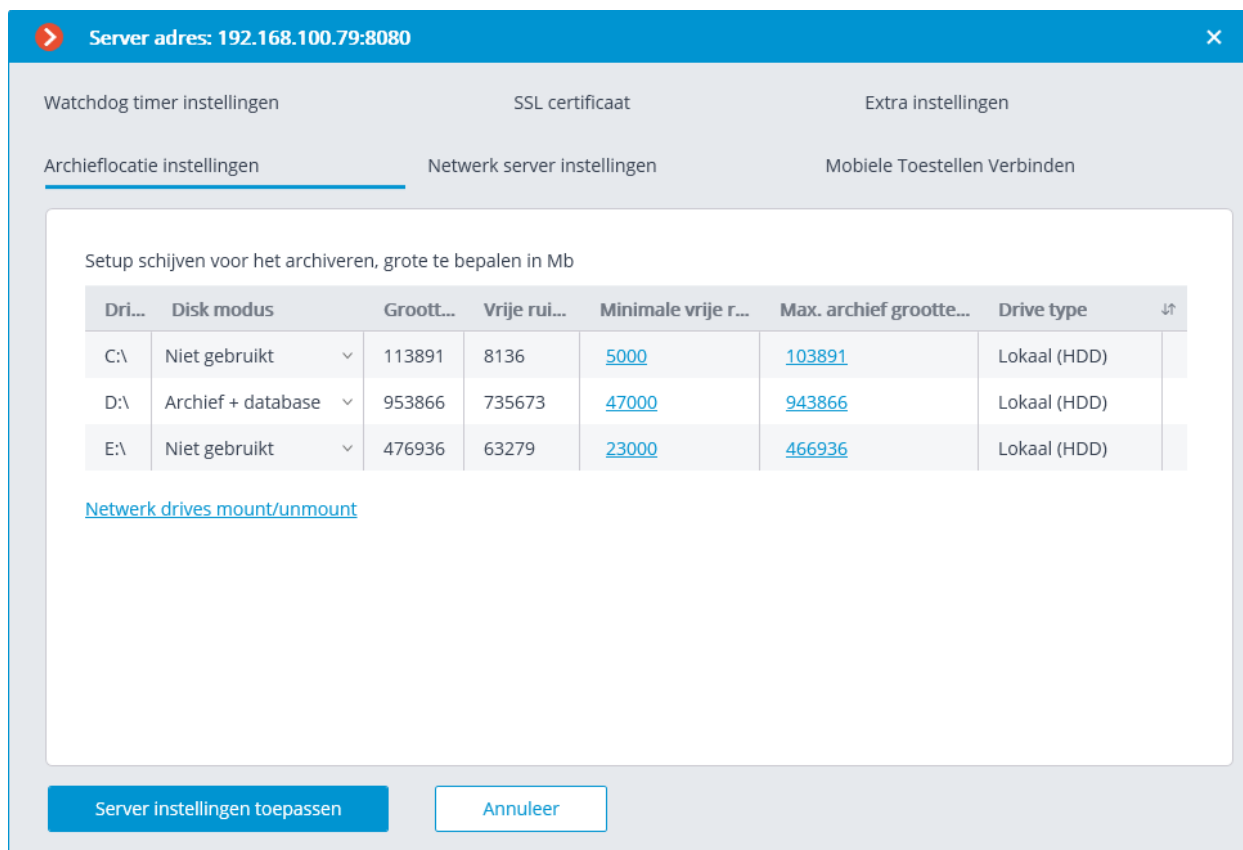 Server adres: 192.168.100.79:8080
Watchdog timer instellingen SSL certificaat Extra instellingen
Archieflocatie instellingen Netwerk server instellingen Mobiele Toestellen Verbinden
Setup schijven voor het archiveren, grote te bepalen in Mb
Dri... Disk modus Groott... Vrije rui... Minimale vrije r... Max. archief grootte... Drive type
C:\ Niet gebruikt 113891 8136 5000 103891 Lokaal (HDD)
D:\ Archief + database 953866 735673 47000 943866 Lokaal (HDD)
E:\ Niet gebruikt 476936 63279 23000 466936 Lokaal (HDD)
Netwerk drives mount/unmount
Server instellingen toepassen Annuleer